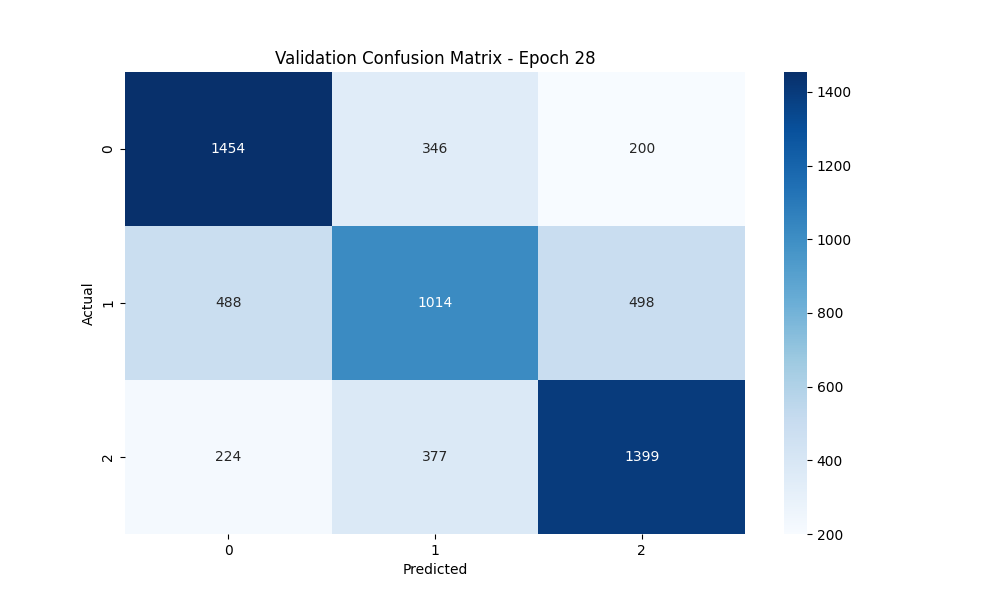 Validation Confusion Matrix - Epoch 28
0 1454 346 200
1 488 1014 498
2 224 377 1399
0 1 2
Actual
Predicted
1400
1200
1000
800
600
400
200